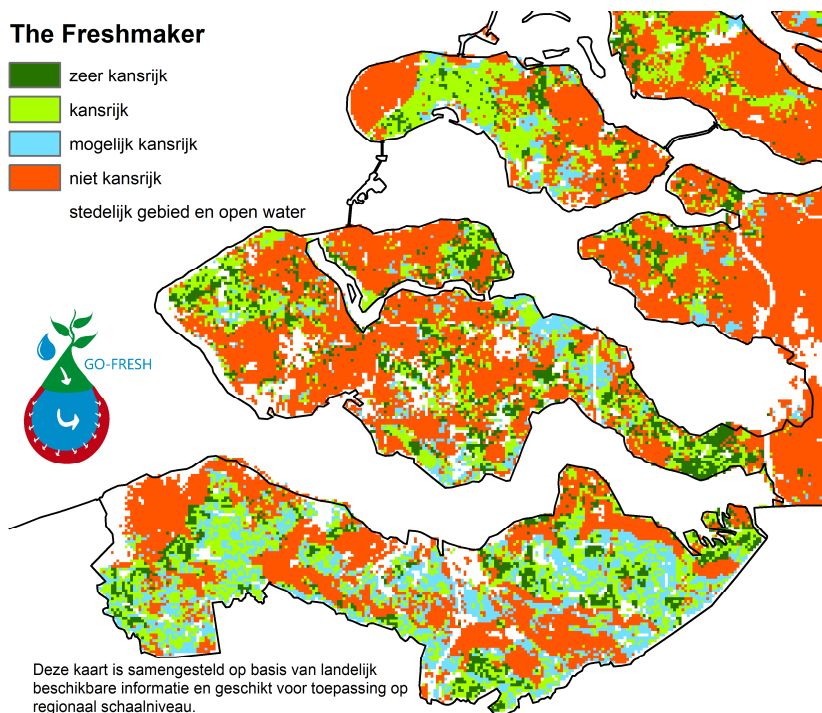 The Freshmaker
zeer kansrijk
kansrijk
mogelijk kansrijk
niet kansrijk
stedelijk gebied en open water
GO-FRESH
Deze kaart is samengesteld op basis van landelijk
beschikbare informatie en geschikt voor toepassing op
regionaal schaalniveau.